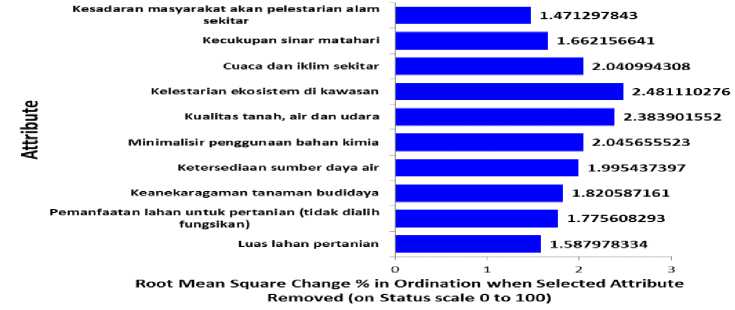 Kesadaran masyarakat akan pelestarian alam
sekitar
1.471297843
Kecukupan sinar matahari
1.662156641
Cuaca dan iklim sekitar
2.040994308
Kelestarian ekosistem di kawasan
2.481110276
Kualitas tanah, air dan udara
2.383901552
Minimalisir penggunaan bahan kimia
2.045655523
Ketersediaan sumber daya air
1.995437397
Keanekaragaman tanaman budidaya
1.820587161
Pemanfaatan lahan untuk pertanian (tidak dialih
fungsikan)
1.775608293
Luas lahan pertanian
1.587978334
Attribute
0 1 2 3
Root Mean Square Change % in Ordination when Selected Attribute
Removed (on Status scale 0 to 100)